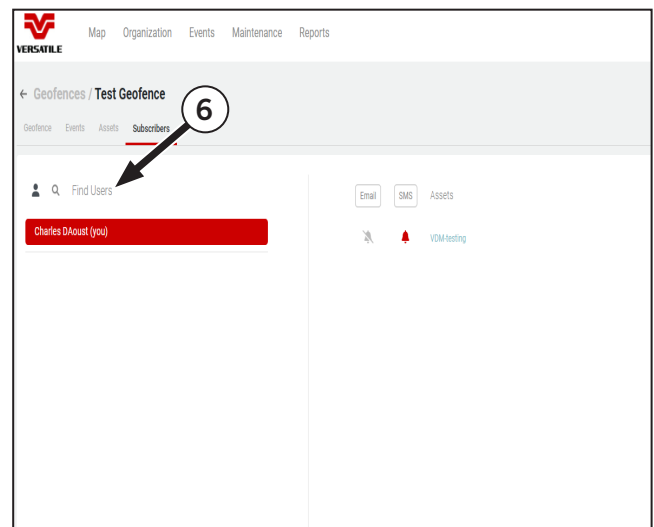 VERSATILE
Map Organization Events Maintenance Reports
← Geofences / Test Geofence
6
Geofence Events Assets Subscribers
Find Users
Email SMS Assets
Charles DAoust (you)
VDM-testing